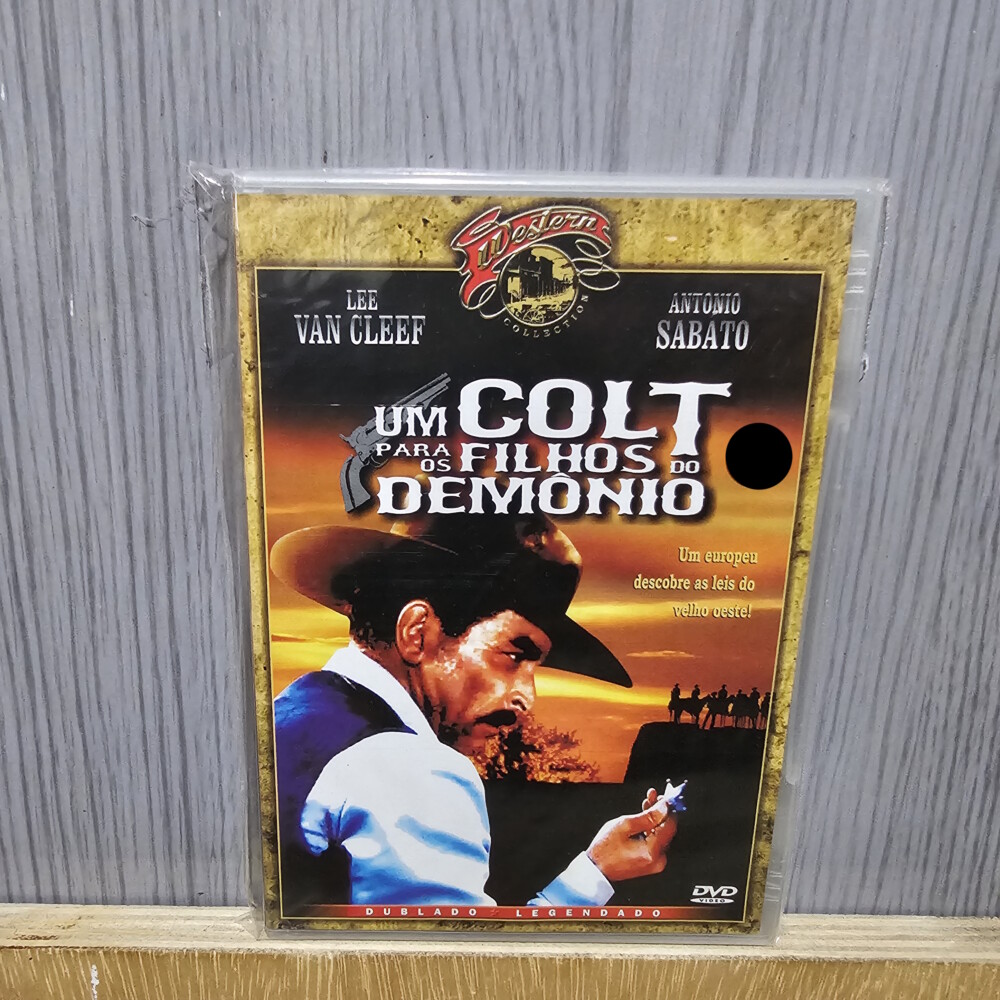 Western
COLLECTION
LEE
VAN CLEEF
ANTONIO
SABATO
UM COLT
PARA OS FILHOS DO
DEMÔNIO
Um europeu
descobre as leis do
velho oeste!
DVD
VIDEO
DUBLADO LEGENDADO